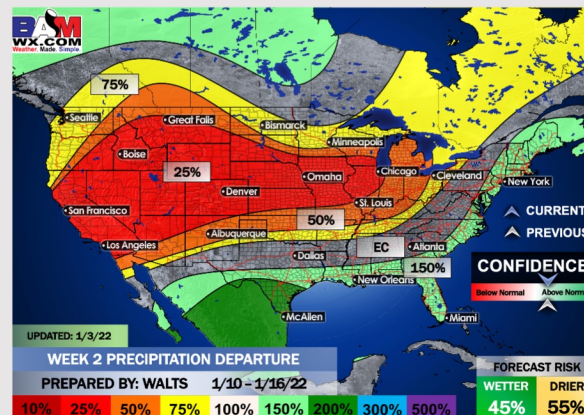 BAM
WX.COM
Weather. Made. Simple.
75%
Seattle
Great Falls
Bismarck
Minneapolis
Boise
25%
Omaha
Chicago
Cleveland
New York
Denver
St. Louis
San Francisco
50%
CURRENT
Albuquerque
EC
Atlanta
PREVIOUS
Los Angeles
Dallas
150%
CONFIDENCE
New Orleans
Below Normal
Above Norm
McAllen
Miami
UPDATED: 1/3/22
WEEK 2 PRECIPITATION DEPARTURE
FORECAST RISK
PREPARED BY: WALTS 1/10 - 1/16/22
WETTER DRIER
45% 55%
10% 25% 50% 75% 100% 150% 200% 300% 500%